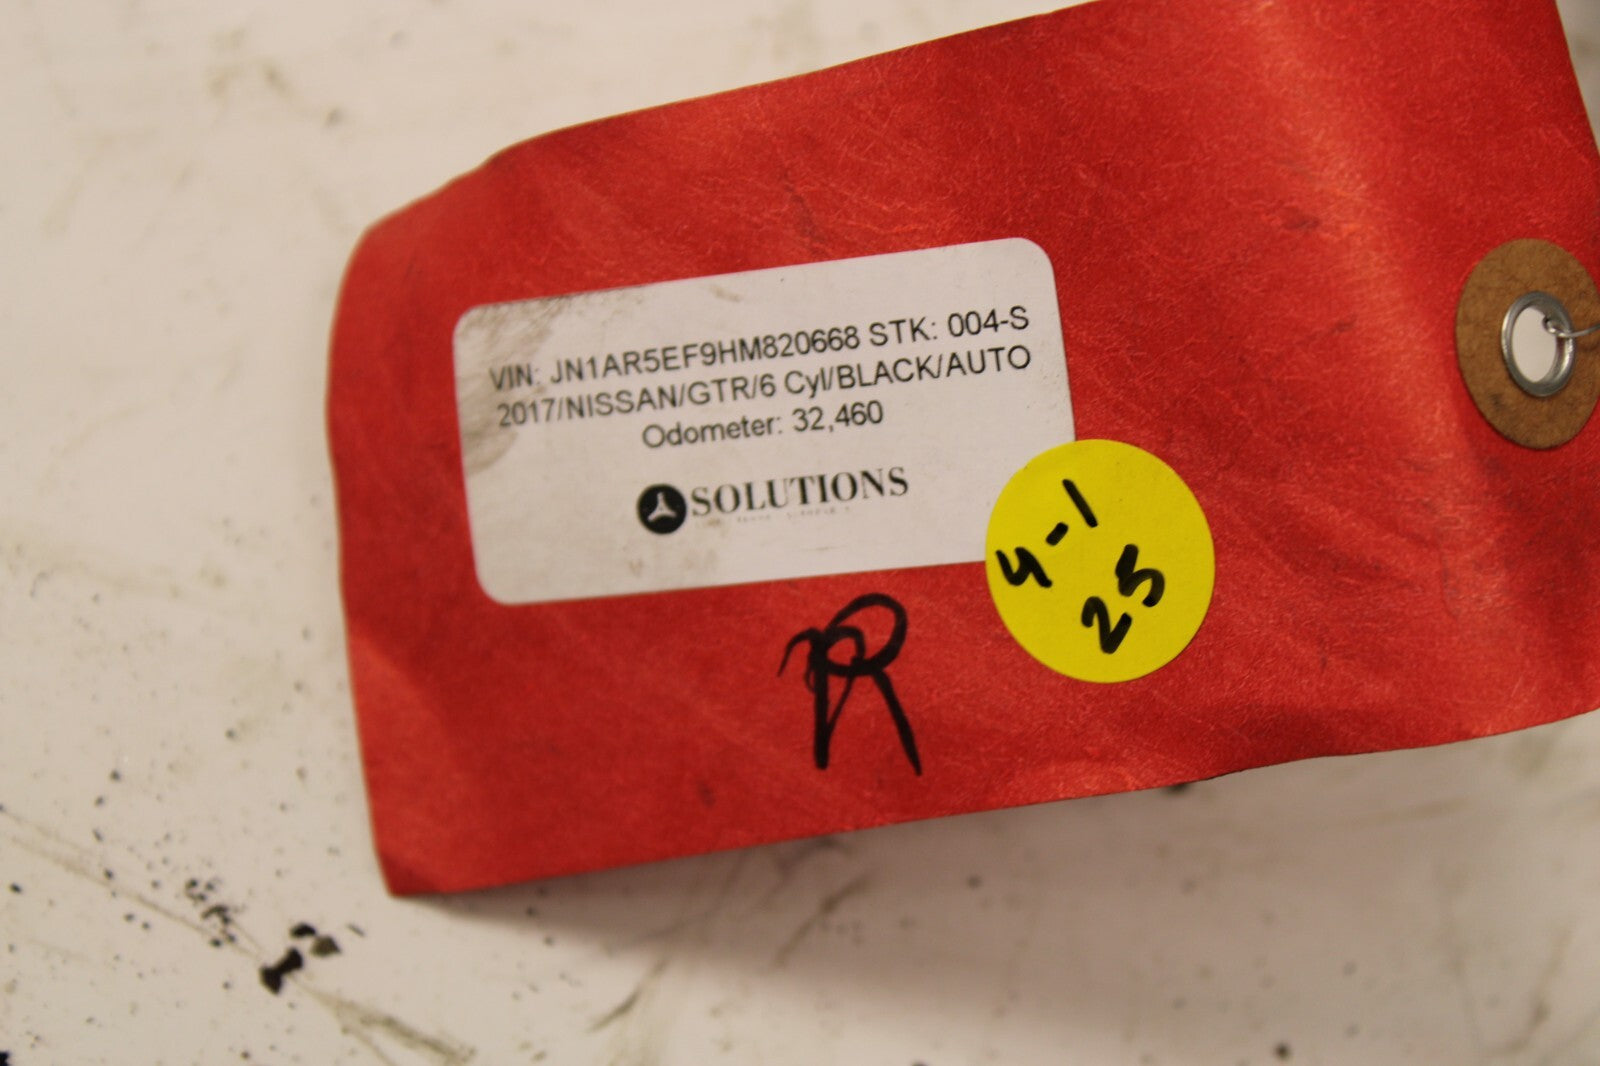 VIN: JN1AR5EF9HM820668 STK: 004-S
2017/NISSAN/GTR/6 Cyl/BLACK/AUTO
Odometer: 32,460
SOLUTIONS
4-1
25
R